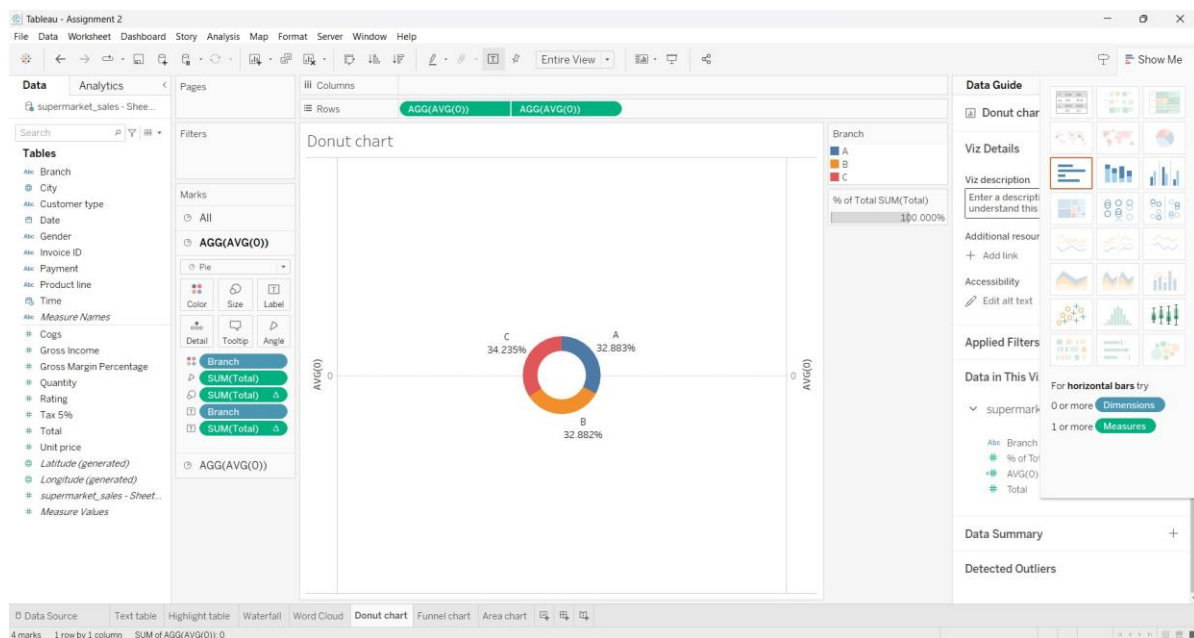 Tableau - Assignment 2
File Data Worksheet Dashboard Story Analysis Map Format Server Window Help
Entire View
Show Me
Data
Analytics
supermarket_sales - Shee...
Search
Tables
Branch
City
Customer type
Date
Gender
Invoice ID
Payment
Product line
Time
Measure Names
Cogs
Gross Income
Gross Margin Percentage
Quantity
Rating
Tax 5%
Total
Unit price
Latitude (generated)
Longitude (generated)
supermarket_sales - Sheet...
Measure Values
Pages
Filters
Marks
All
AGG(AVG(0))
Pie
Color Size Label
Detail Tooltip Angle
Branch
SUM(Total)
SUM(Total)
Branch
SUM(Total)
AGG(AVG(0))
Columns
Rows
AGG(AVG(0)) AGG(AVG(0))
Donut chart
AVG(0)
0
C
34.235%
A
32.883%
B
32.882%
0
AVG(0)
Branch
A
B
C
% of Total SUM(Total)
100.000%
Data Guide
Donut char
Viz Details
Viz description
Enter a descripti
understand this
Additional resour
Add link
Accessibility
Edit alt text
Applied Filters
Data in This Vi
supermark
Abc Branch
% of Tot
AVG(0)
Total
For horizontal bars try
0 or more Dimensions
1 or more Measures
Data Summary
Detected Outliers
Data Source Text table Highlight table Waterfall Word Cloud Donut chart Funnel chart Area chart
4 marks 1 row by 1 column SUM of AGG(AVG(0)): 0